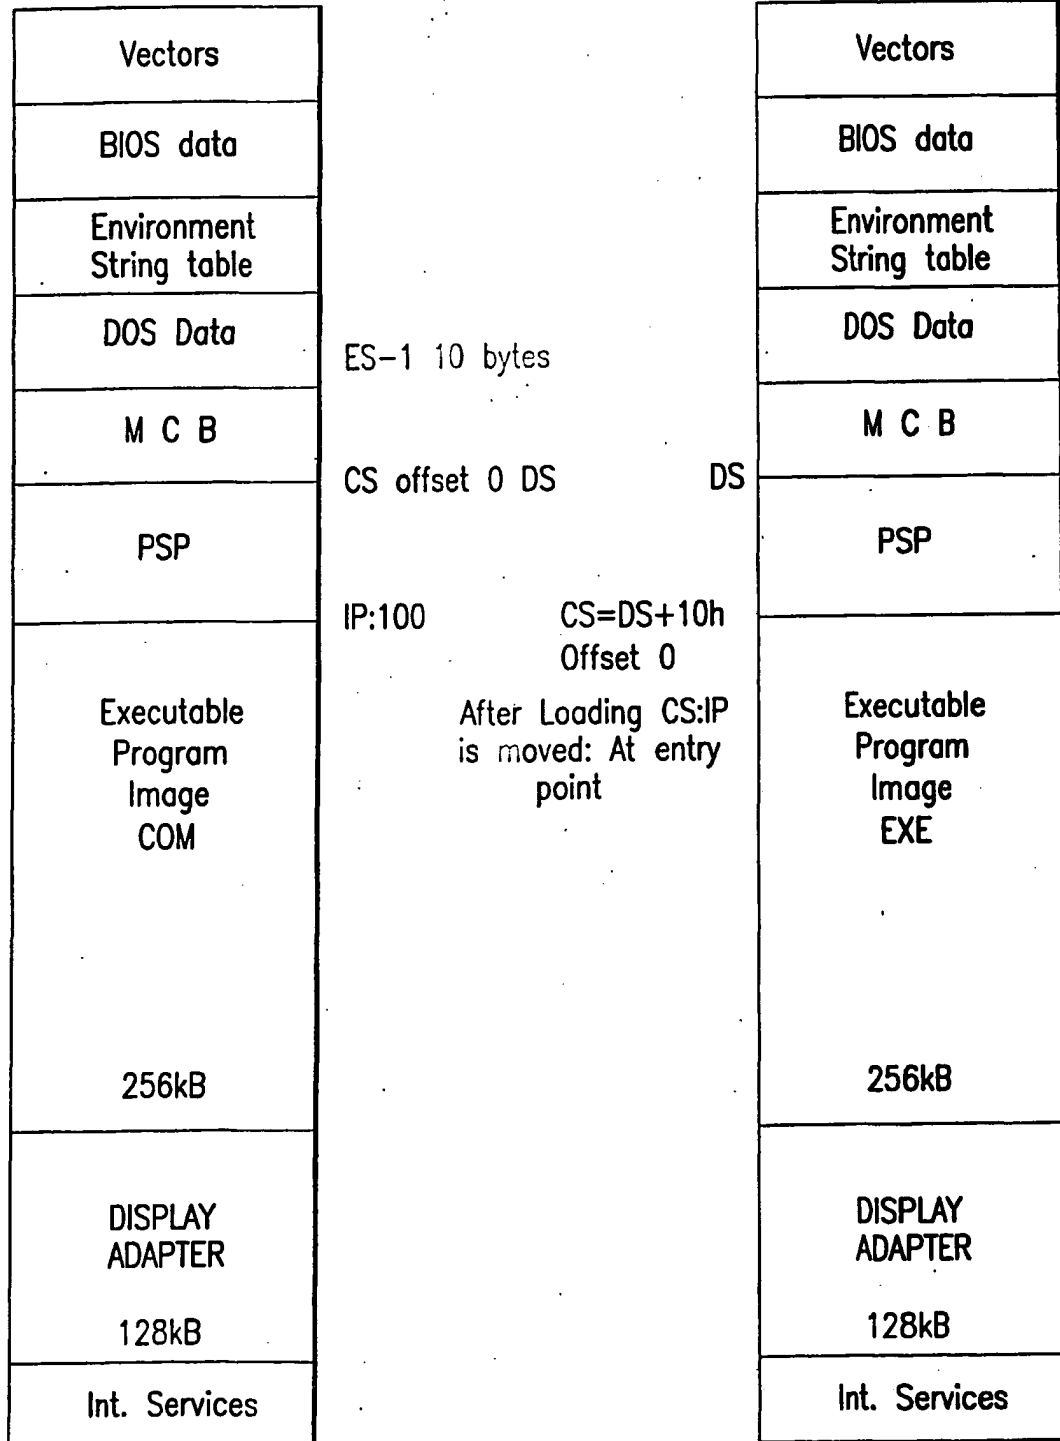 Vectors
BIOS data
Environment
String table
DOS Data
M C B
PSP
Executable
Program
Image
COM
256kB
DISPLAY
ADAPTER
128kB
Int. Services
ES-1 10 bytes
CS offset 0 DS
IP:100
DS
CS=DS+10h
Offset 0
After Loading CS:IP
is moved: At entry
point
Vectors
BIOS data
Environment
String table
DOS Data
M C B
PSP
Executable
Program
Image
EXE
256kB
DISPLAY
ADAPTER
128kB
Int. Services